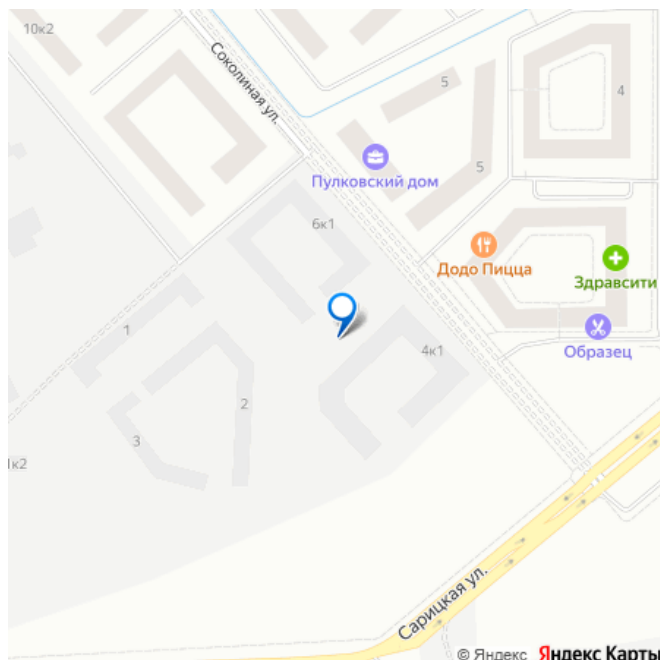 10к2
Соколиная ул.
5
4
5
Пулковский дом
6к1
Додо Пицца
Здравсити
1
Образец
4к1
2
3
1к2
Сарицкая ул.
© Яндекс Яндекс Карты